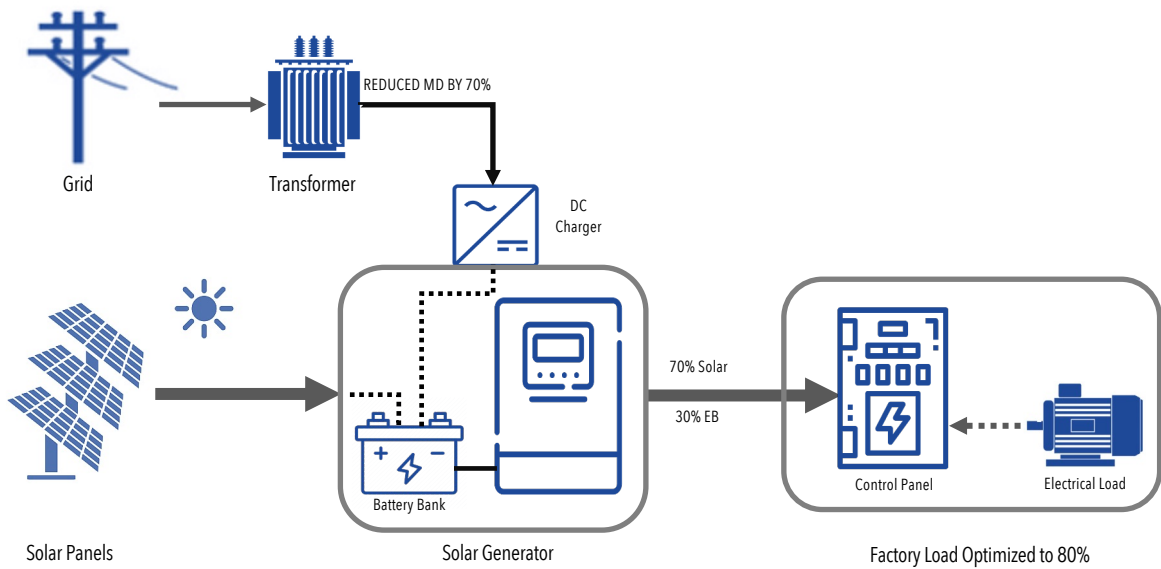 REDUCED MD BY 70%
Grid
Transformer
DC
Charger
70% Solar
30% EB
Battery Bank
Control Panel
Electrical Load
Solar Panels
Solar Generator
Factory Load Optimized to 80%